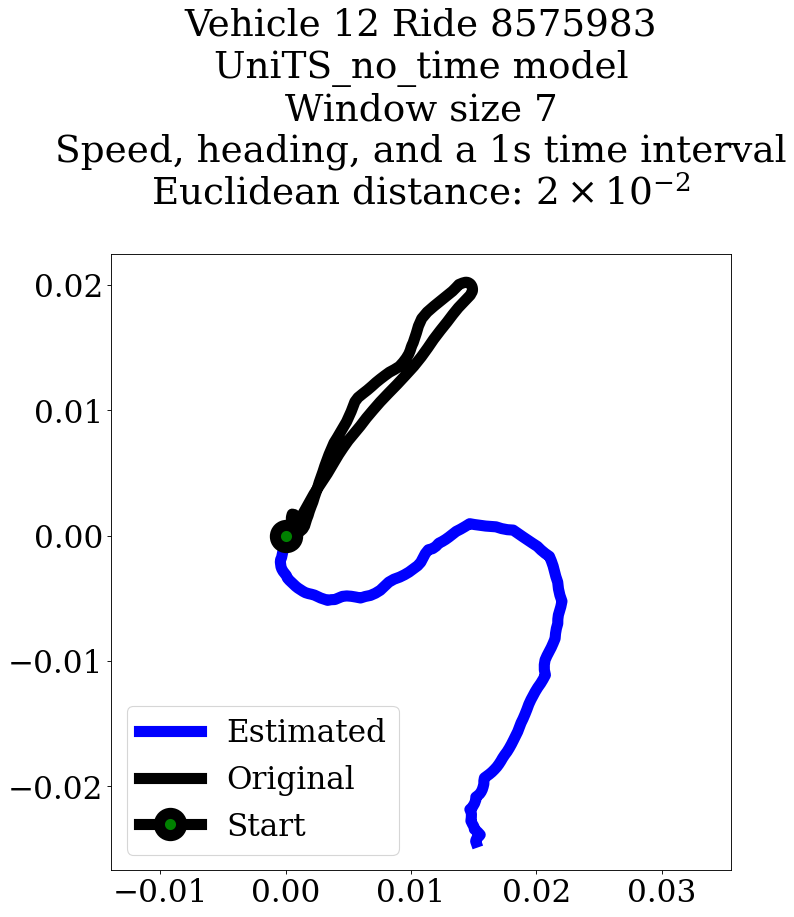 Vehicle 12 Ride 8575983
UniTS_no_time model
Window size 7
Speed, heading, and a 1s time interval
Euclidean distance: 2 × 10⁻²
0.02
0.01
0.00
−0.01
−0.02
Estimated
Original
Start
−0.01 0.00 0.01 0.02 0.03